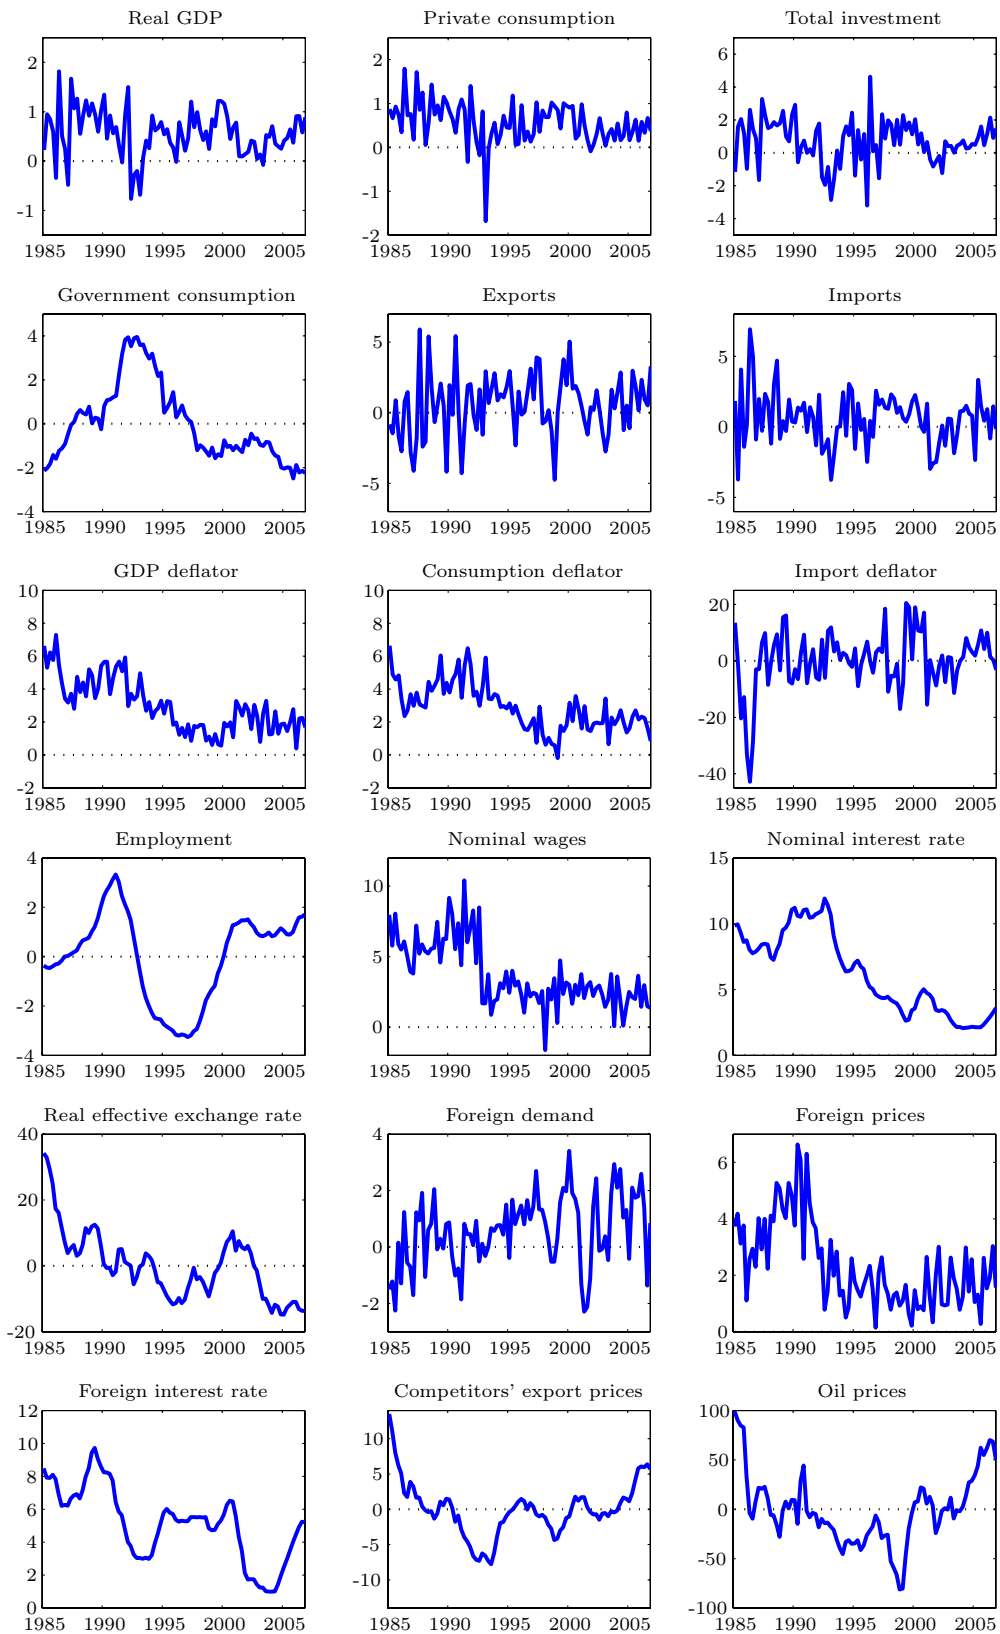 Real GDP Private consumption Total investment
2 2 6
1 1 4
0 0 2
-1 -1 0
-2 -2
-4
1985 1990 1995 2000 2005 1985 1990 1995 2000 2005 1985 1990 1995 2000 2005
Government consumption Exports Imports
4 5 5
2 0 0
0 -5 -5
-2
-4
1985 1990 1995 2000 2005 1985 1990 1995 2000 2005 1985 1990 1995 2000 2005
GDP deflator Consumption deflator Import deflator
10 10 20
8 8 0
6 6 -20
4 4 -40
2 2
0 0
-2 -2
1985 1990 1995 2000 2005 1985 1990 1995 2000 2005 1985 1990 1995 2000 2005
Employment Nominal wages Nominal interest rate
4 10 15
2 5 10
0 0 5
-2 0
-4
1985 1990 1995 2000 2005 1985 1990 1995 2000 2005 1985 1990 1995 2000 2005
Real effective exchange rate Foreign demand Foreign prices
40 4 6
20 2 4
0 0 2
-20 -2 0
1985 1990 1995 2000 2005 1985 1990 1995 2000 2005 1985 1990 1995 2000 2005
Foreign interest rate Competitors' export prices Oil prices
12 10 100
10 5 50
8 0 0
6 -5 -50
4 -10 -100
2
0
1985 1990 1995 2000 2005 1985 1990 1995 2000 2005 1985 1990 1995 2000 2005